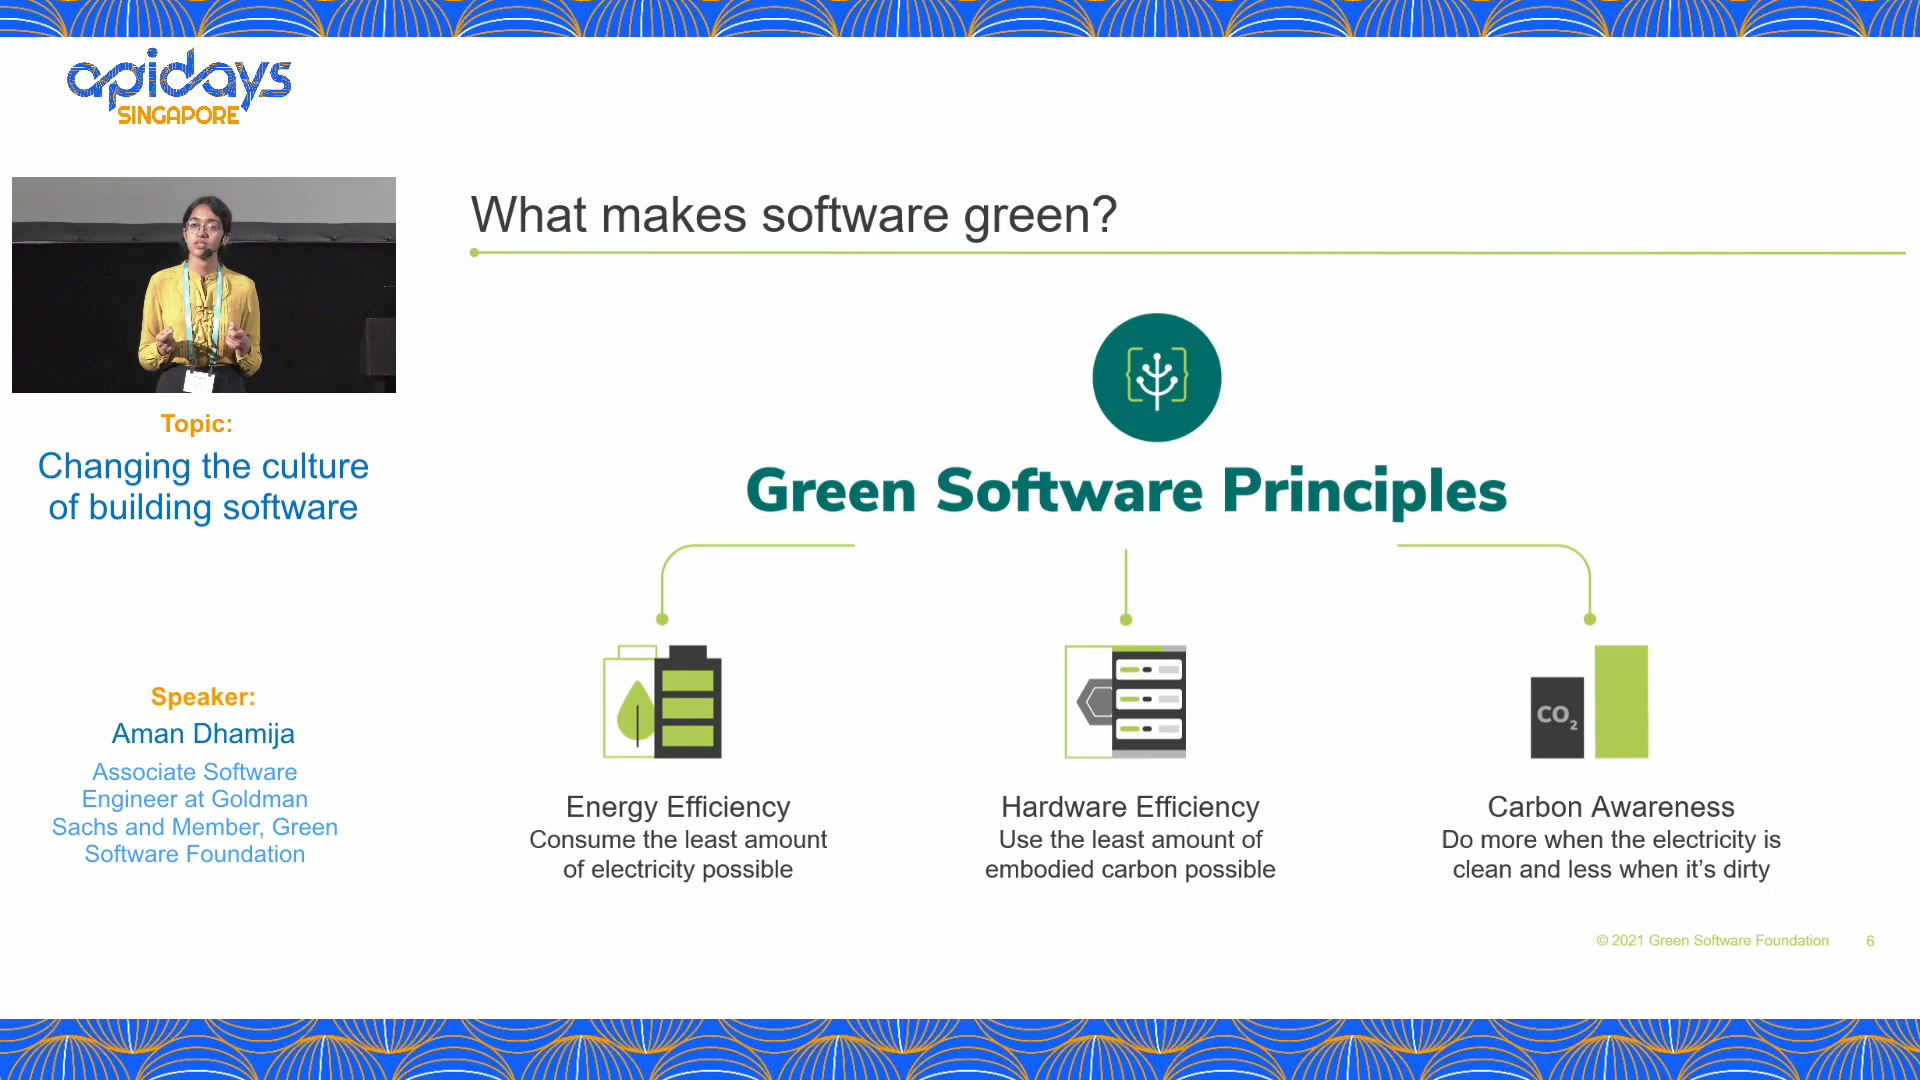 apidays
SINGAPORE
What makes software green?
Topic:
Changing the culture
of building software
Speaker:
Aman Dhamija
Associate Software
Engineer at Goldman
Sachs and Member, Green
Software Foundation
Green Software Principles
CO2
Energy Efficiency
Consume the least amount
of electricity possible
Hardware Efficiency
Use the least amount of
embodied carbon possible
Carbon Awareness
Do more when the electricity is
clean and less when it’s dirty
© 2021 Green Software Foundation
6